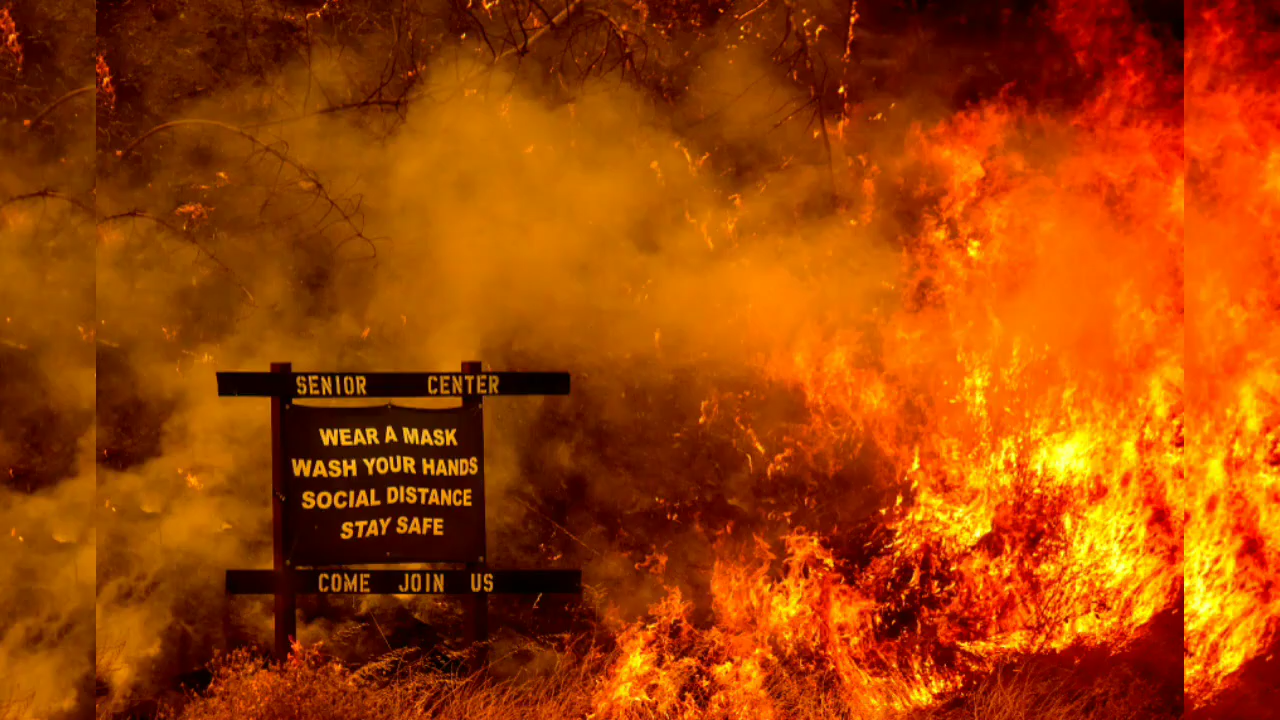 SENIOR CENTER
WEAR A MASK
WASH YOUR HANDS
SOCIAL DISTANCE
STAY SAFE
COME JOIN US